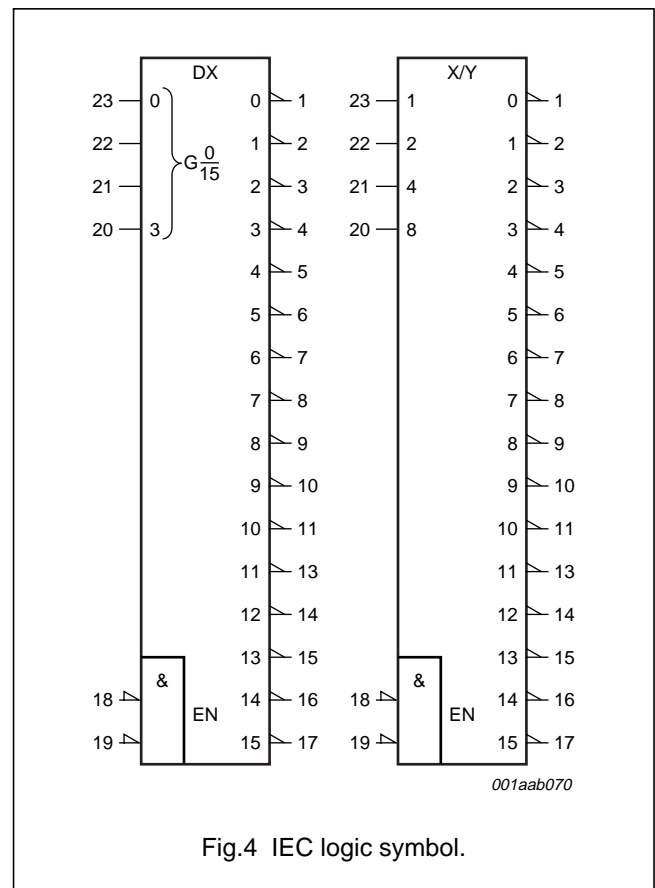 DX X/Y
23 0 0 1 23 1 0 1
22 1 2 22 2 1 2
G 0/15
21 2 3 21 4 2 3
20 3 3 4 20 8 3 4
4 5 4 5
5 6 5 6
6 7 6 7
7 8 7 8
8 9 8 9
9 10 9 10
10 11 10 11
11 13 11 13
12 14 12 14
13 15 13 15
& &
18 14 16 18 14 16
EN EN
19 15 17 19 15 17
001aab070
Fig.4 IEC logic symbol.